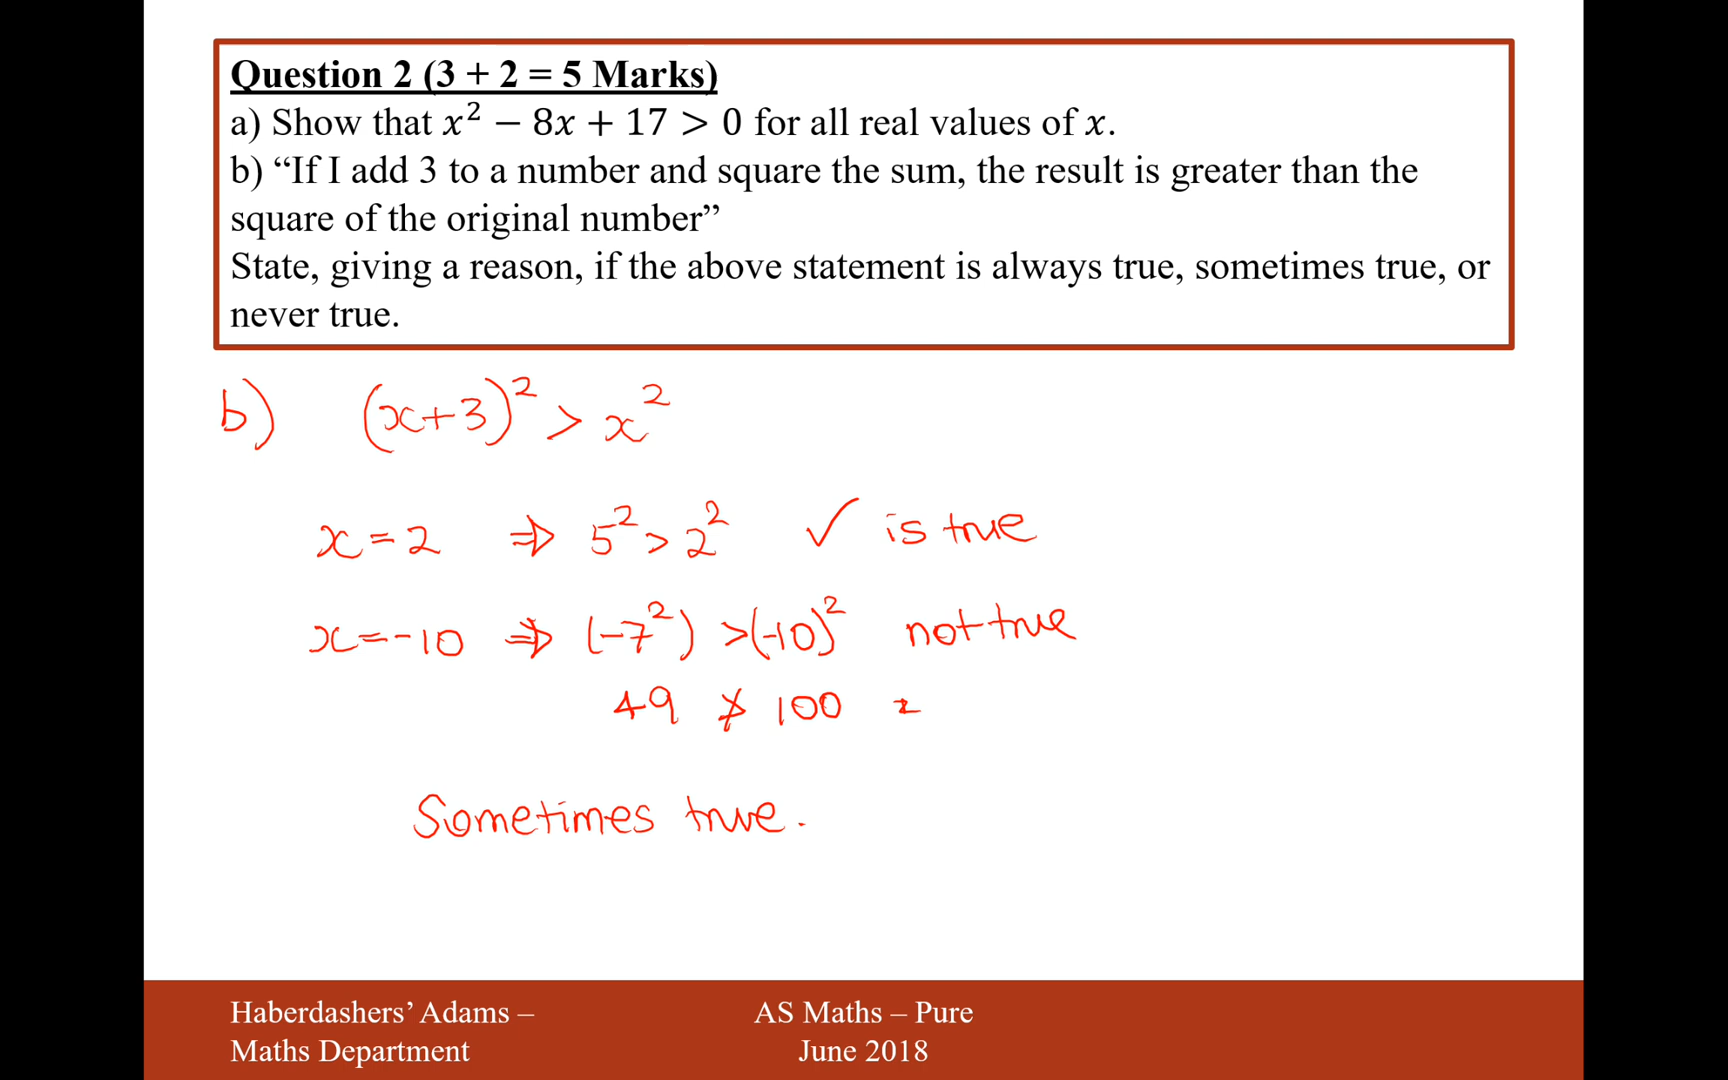 Question 2 (3 + 2 = 5 Marks)
a) Show that x² − 8x + 17 > 0 for all real values of x.
b) “If I add 3 to a number and square the sum, the result is greater than the
square of the original number”
State, giving a reason, if the above statement is always true, sometimes true, or
never true.
b) (x+3)² > x²
x = 2 ⇒ 5² > 2² ✓ is true
x = -10 ⇒ (-7²) > (-10)² not true
49 ≯ 100
Sometimes true.
Haberdashers’ Adams –
Maths Department
AS Maths – Pure
June 2018